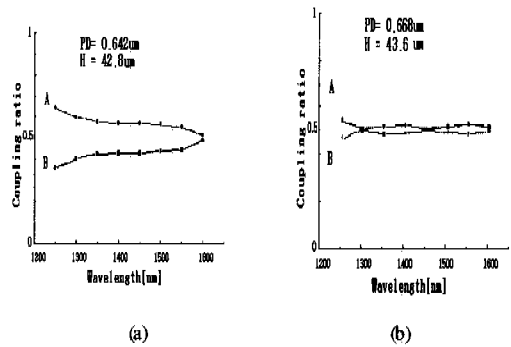 PD= 0.642um
H = 42.8um
Coupling ratio
1
0.5
0
A
B
1200 1300 1400 1500 1600
Wavelength[nm]
(a)
PD= 0.668um
H = 43.6 um
Coupling ratio
1
0.5
0
A
B
1200 1300 1400 1500 1600
Wavelength[nm]
(b)